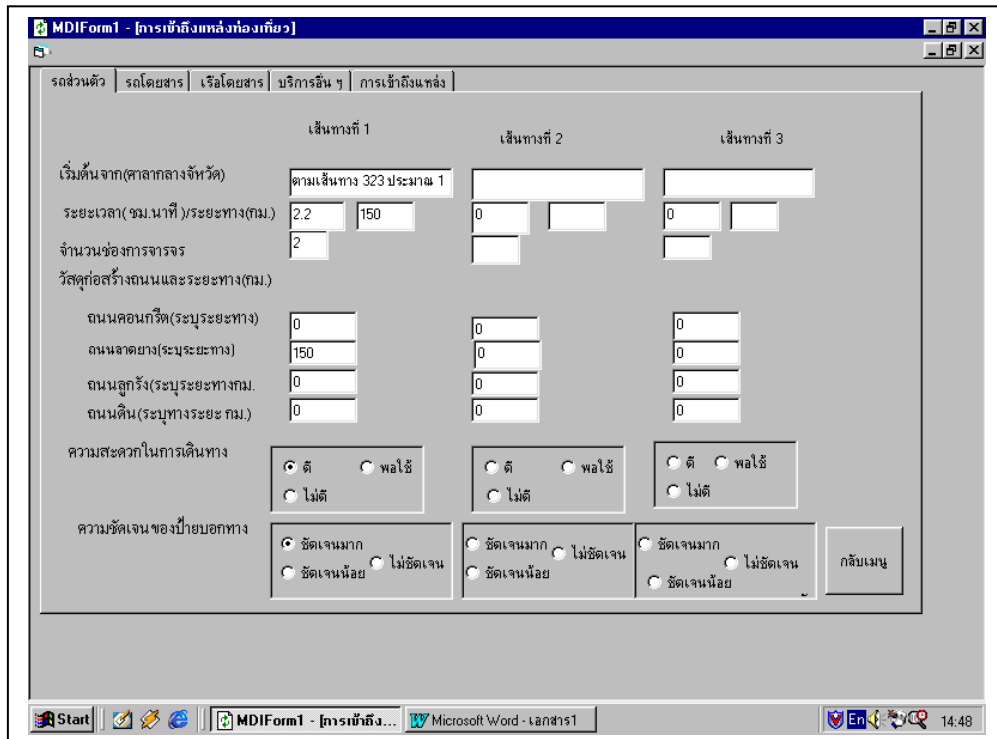 MDIForm1 - [การเข้าถึงแหล่งท่องเที่ยว]
รถส่วนตัว รถโดยสาร เรือโดยสาร บริการอื่น ๆ การเข้าถึงแหล่ง
เส้นทางที่ 1 เส้นทางที่ 2 เส้นทางที่ 3
เริ่มต้นจาก(ศาลากลางจังหวัด) ตามเส้นทาง 323 ประมาณ 1
ระยะเวลา( ชม.นาที )/ระยะทาง(กม.) 2.2 150 0 0
จำนวนช่องการจารจร 2
วัสดุก่อสร้างถนนและระยะทาง(กม.)
ถนนคอนกรีต(ระบุระยะทาง) 0 0 0
ถนนลาดยาง(ระบุระยะทาง) 150 0 0
ถนนลูกรัง(ระบุระยะทางกม. 0 0 0
ถนนดิน(ระบุทางระยะ กม.) 0 0 0
ความสะดวกในการเดินทาง ดี พอใช้ ดี พอใช้ ดี พอใช้
ไม่ดี ไม่ดี ไม่ดี
ความชัดเจนของป้ายบอกทาง ชัดเจนมาก ไม่ชัดเจน ชัดเจนมาก ไม่ชัดเจน ชัดเจนมาก ไม่ชัดเจน กลับเมนู
ชัดเจนน้อย ชัดเจนน้อย ชัดเจนน้อย
Start MDIForm1 - [การเข้าถึง... Microsoft Word - เอกสาร1 En 14:48